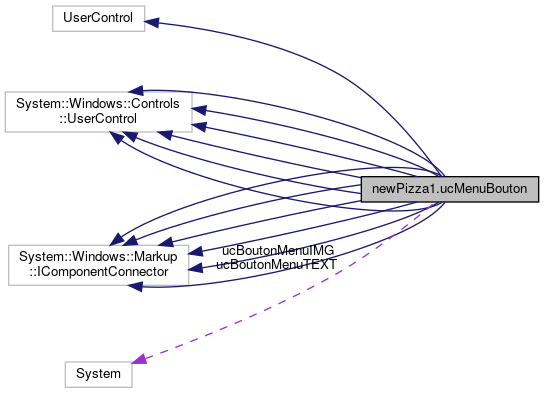 UserControl
System::Windows::Controls
::UserControl
newPizza1.ucMenuBouton
System::Windows::Markup
::IComponentConnector
ucBoutonMenuIMG
ucBoutonMenuTEXT
System